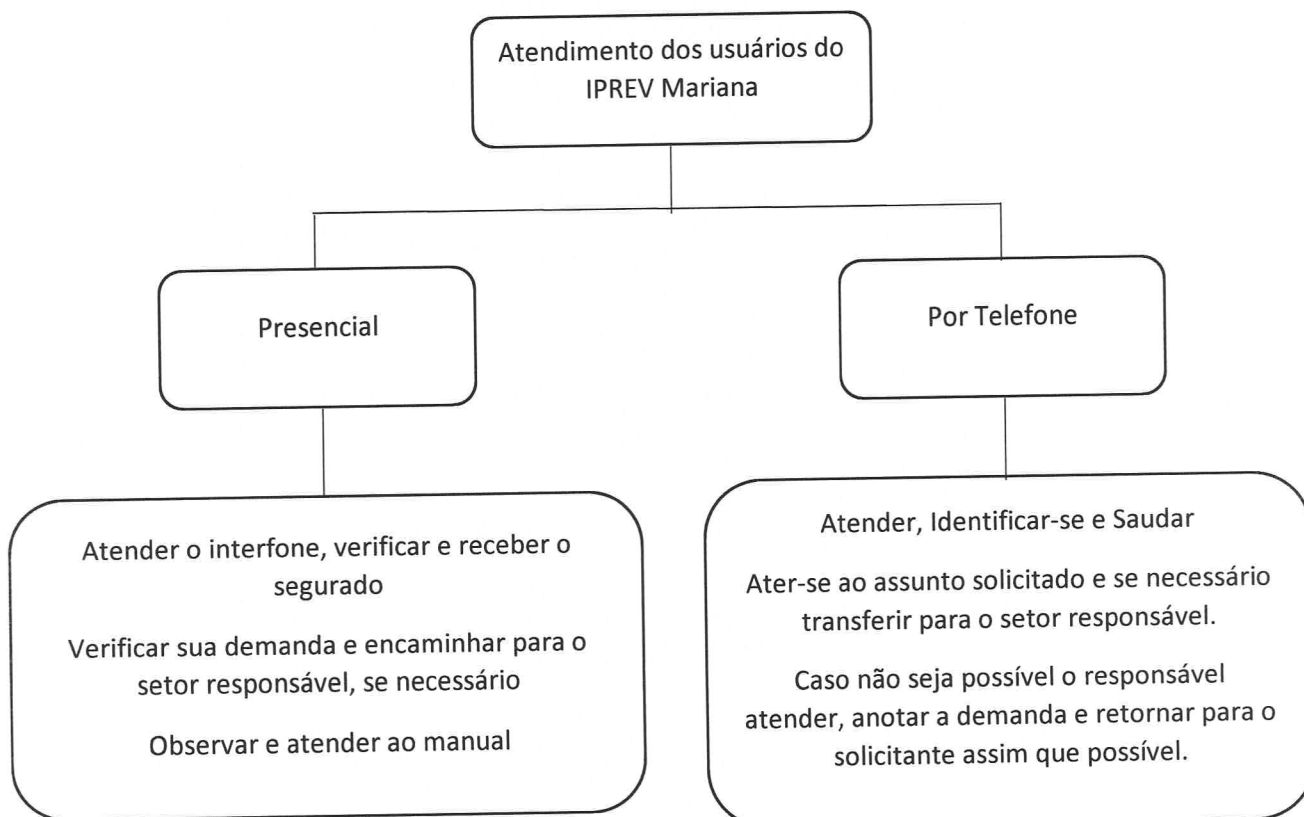 Atendimento dos usuários do
IPREV Mariana
Presencial
Por Telefone
Atender o interfone, verificar e receber o
segurado
Verificar sua demanda e encaminhar para o
setor responsável, se necessário
Observar e atender ao manual
Atender, Identificar-se e Saudar
Ater-se ao assunto solicitado e se necessário
transferir para o setor responsável.
Caso não seja possível o responsável
atender, anotar a demanda e retornar para o
solicitante assim que possível.